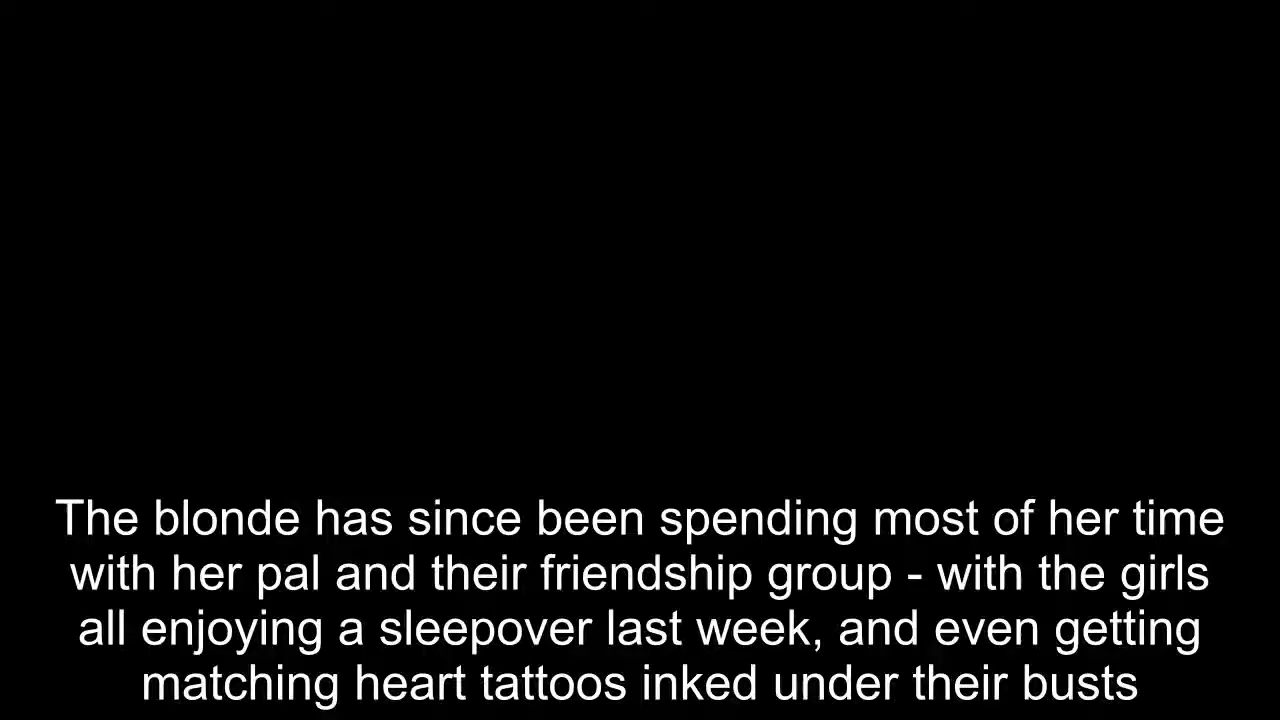 The blonde has since been spending most of her time
with her pal and their friendship group - with the girls
all enjoying a sleepover last week, and even getting
matching heart tattoos inked under their busts